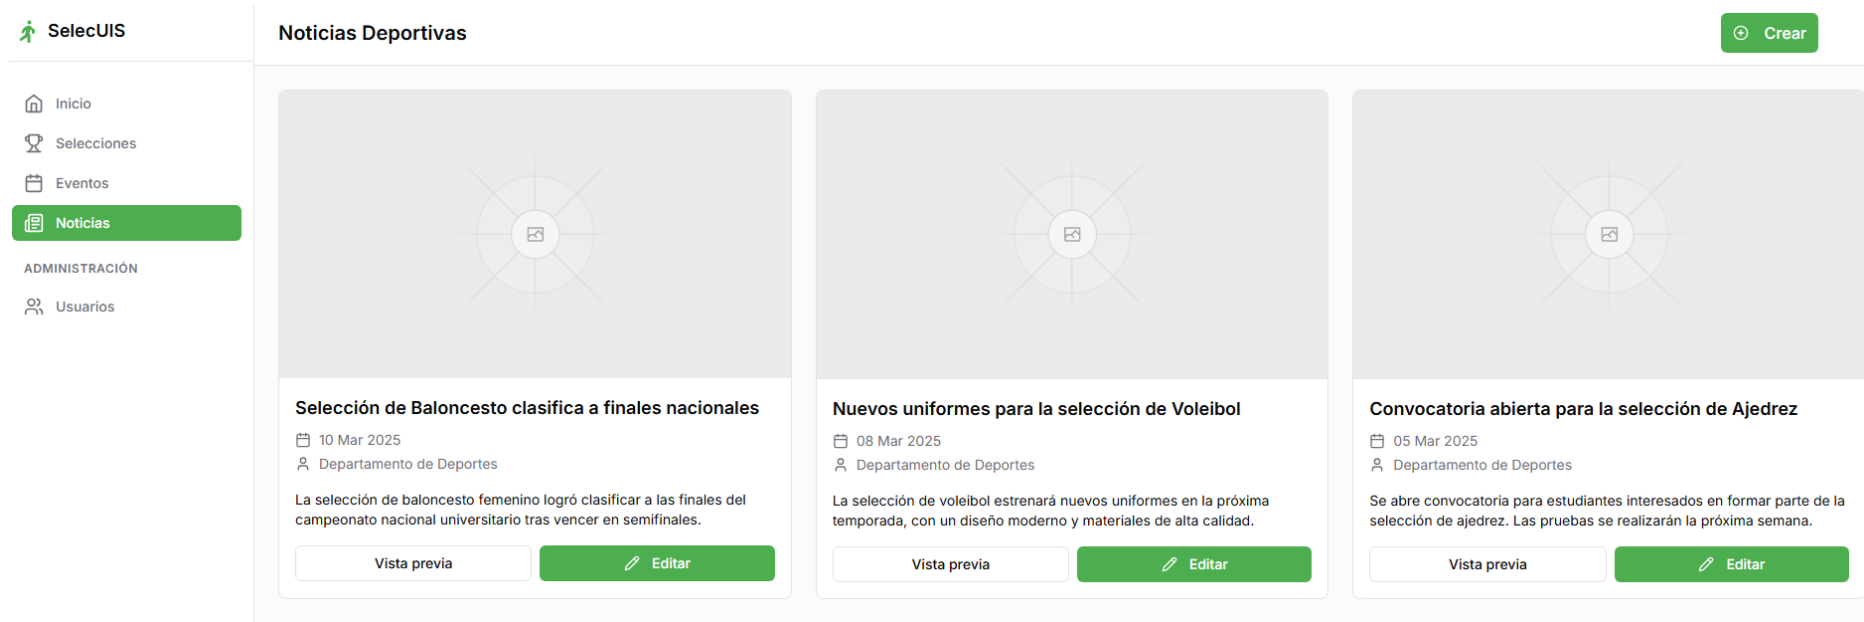 SelecUIS
Inicio
Selecciones
Eventos
Noticias
ADMINISTRACIÓN
Usuarios
Noticias Deportivas
Crear
Selección de Baloncesto clasifica a finales nacionales
10 Mar 2025
Departamento de Deportes
La selección de baloncesto femenino logró clasificar a las finales del
campeonato nacional universitario tras vencer en semifinales.
Vista previa
Editar
Nuevos uniformes para la selección de Voleibol
08 Mar 2025
Departamento de Deportes
La selección de voleibol estrenará nuevos uniformes en la próxima
temporada, con un diseño moderno y materiales de alta calidad.
Vista previa
Editar
Convocatoria abierta para la selección de Ajedrez
05 Mar 2025
Departamento de Deportes
Se abre convocatoria para estudiantes interesados en formar parte de la
selección de ajedrez. Las pruebas se realizarán la próxima semana.
Vista previa
Editar